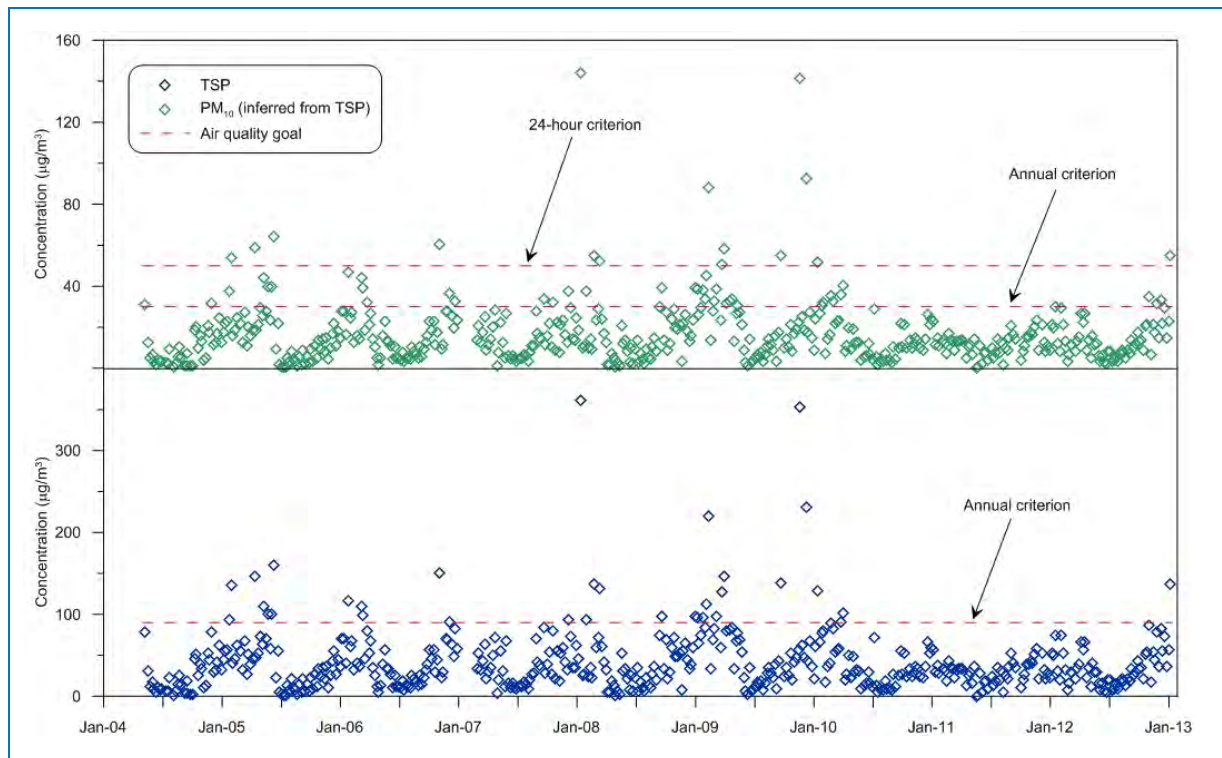 160
TSP
PM₁₀ (inferred from TSP)
Air quality goal
24-hour criterion
120
Annual criterion
80
40
Concentration (µg/m³)
300
Annual criterion
200
100
0
Concentration (µg/m³)
Jan-04 Jan-05 Jan-06 Jan-07 Jan-08 Jan-09 Jan-10 Jan-11 Jan-12 Jan-13